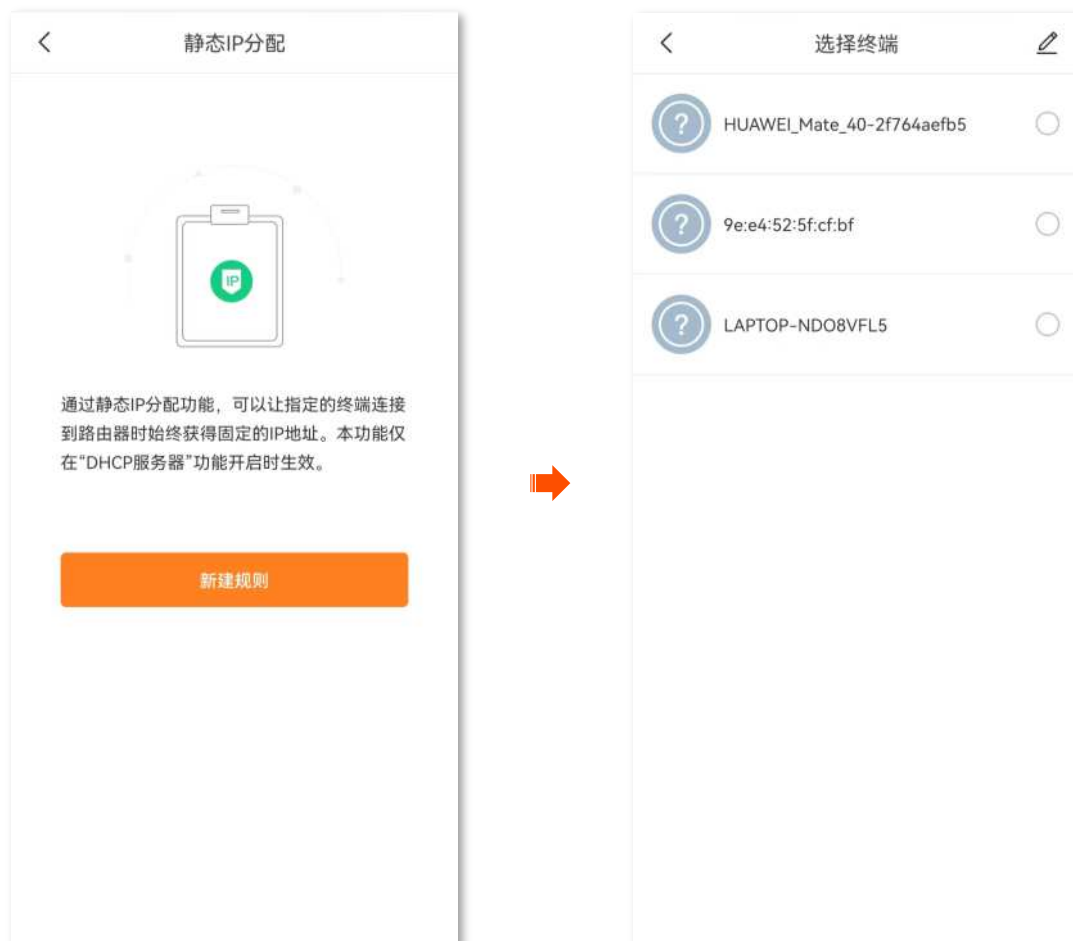 静态IP分配
IP
通过静态IP分配功能，可以让指定的终端连接
到路由器时始终获得固定的IP地址。本功能仅
在“DHCP服务器”功能开启时生效。
新建规则
选择终端
? HUAWEI_Mate_40-2f764aefb5
? 9e:e4:52:5f:cf:bf
? LAPTOP-NDO8VFL5